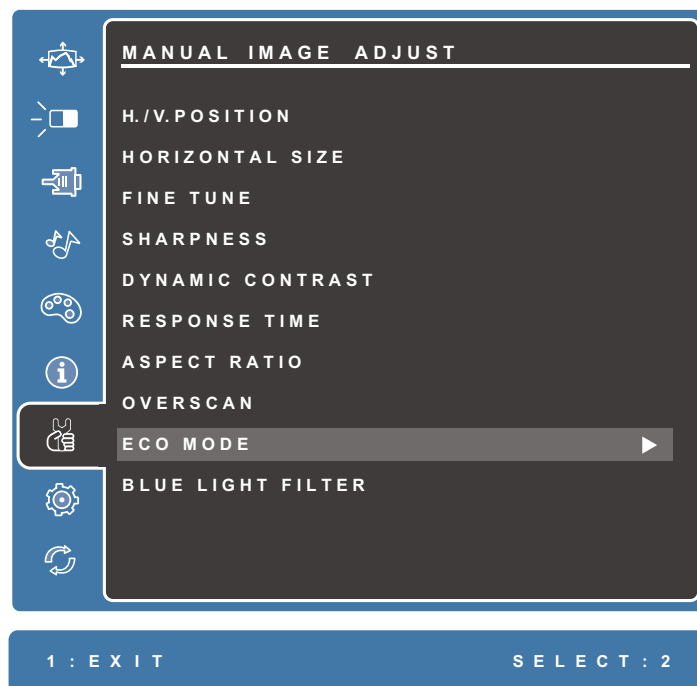 MANUAL IMAGE ADJUST
H./V.POSITION
HORIZONTAL SIZE
FINE TUNE
SHARPNESS
DYNAMIC CONTRAST
RESPONSE TIME
ASPECT RATIO
OVERSCAN
ECO MODE
BLUE LIGHT FILTER
1:EXIT SELECT:2